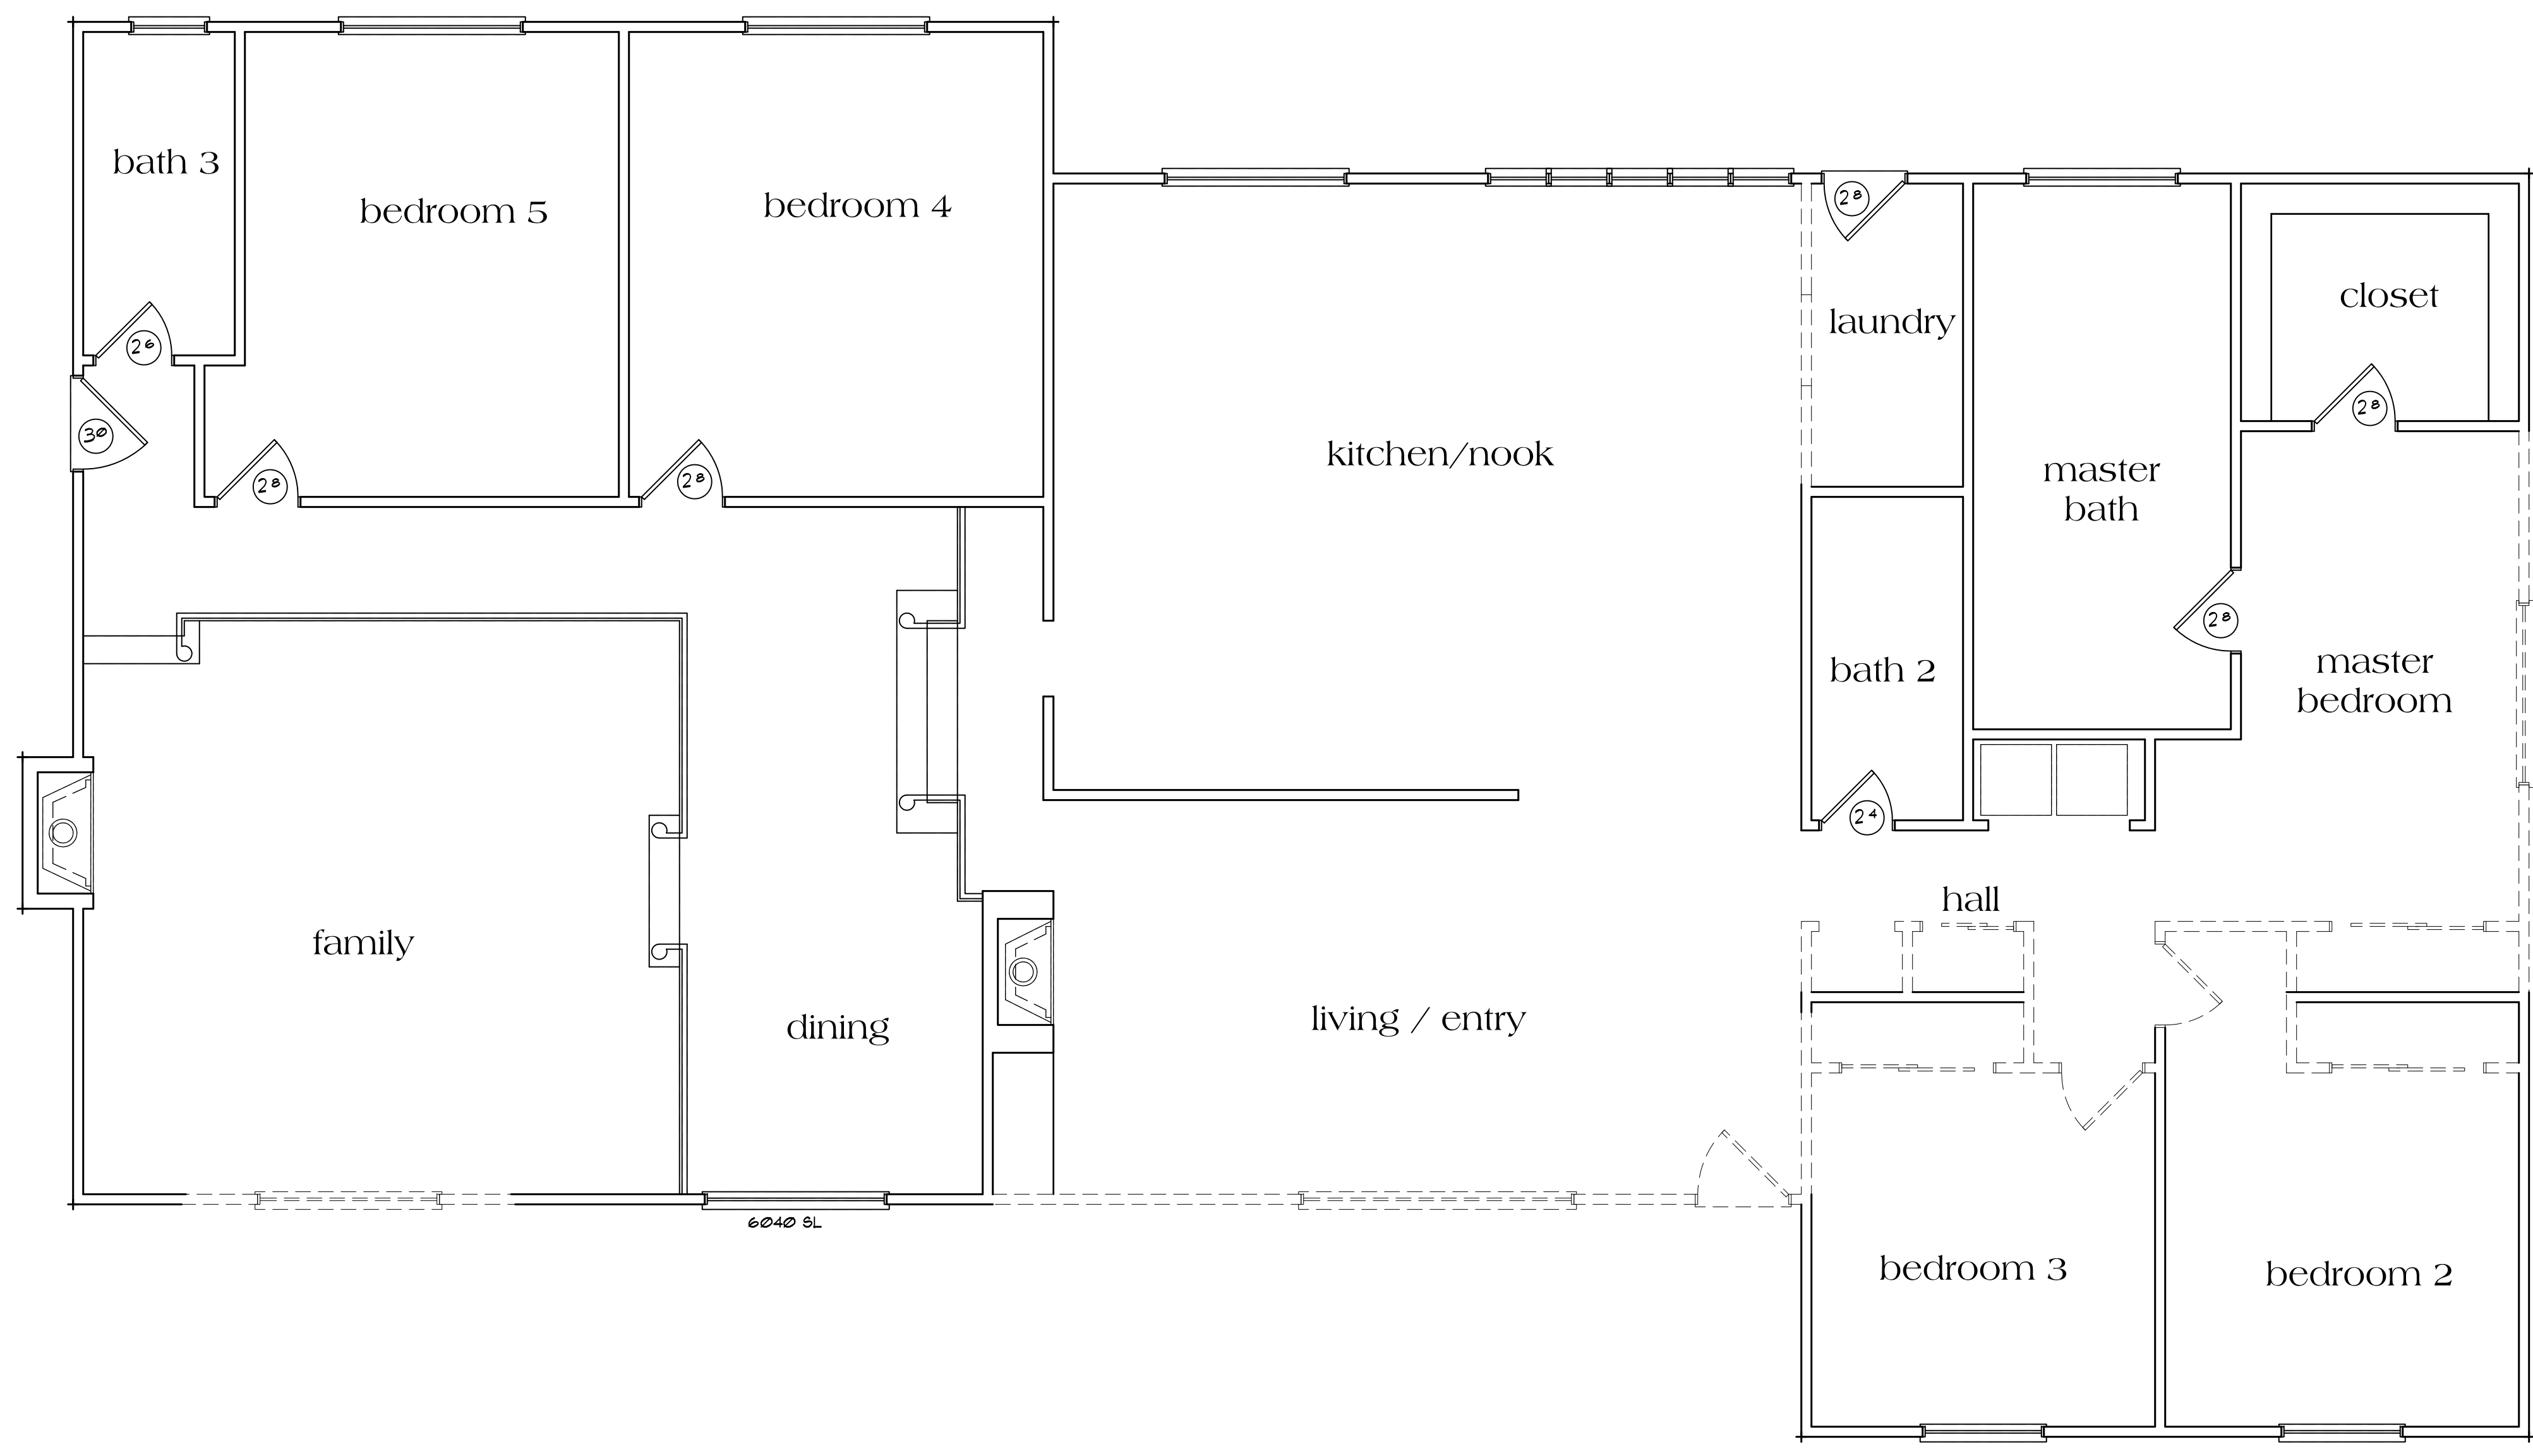 bath 3
bedroom 5
bedroom 4
28
laundry
closet
26
30
28
28
28
kitchen/nook
master
bath
28
bath 2
master
bedroom
24
hall
family
dining
living / entry
6040 SL
bedroom 3
bedroom 2